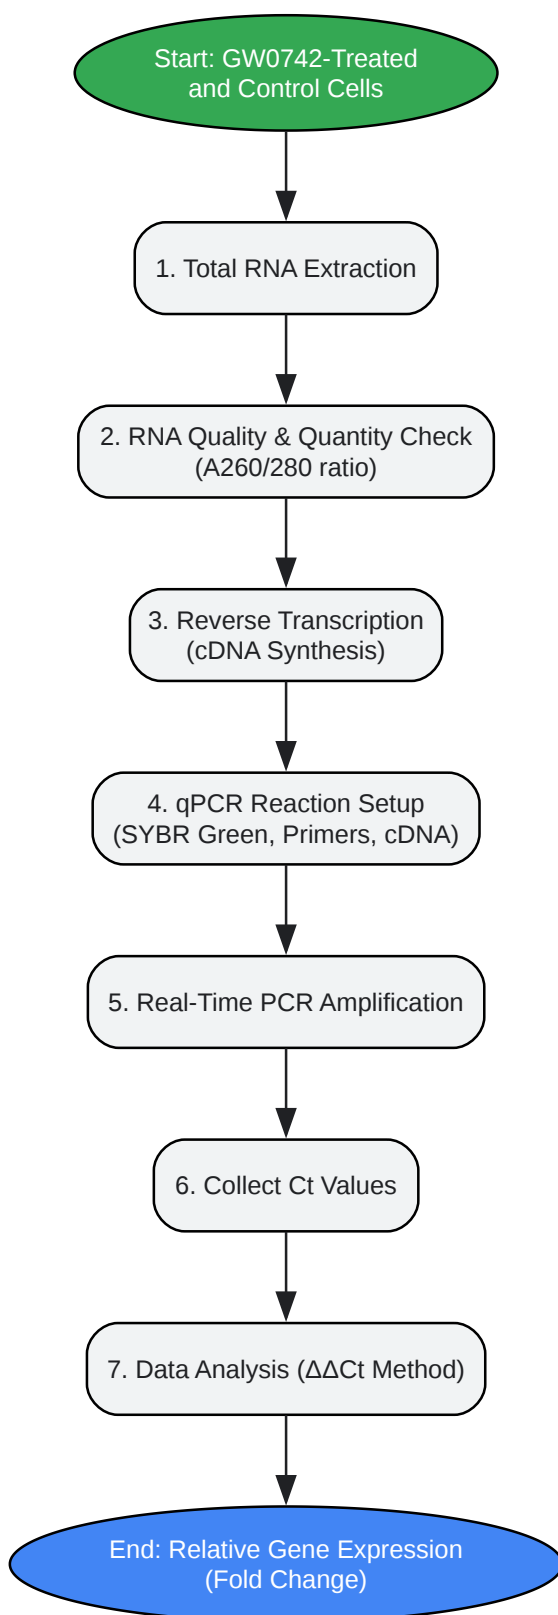 Start: GW0742-Treated
and Control Cells
1. Total RNA Extraction
2. RNA Quality & Quantity Check
(A260/280 ratio)
3. Reverse Transcription
(cDNA Synthesis)
4. qPCR Reaction Setup
(SYBR Green, Primers, cDNA)
5. Real-Time PCR Amplification
6. Collect Ct Values
7. Data Analysis (ΔΔCt Method)
End: Relative Gene Expression
(Fold Change)